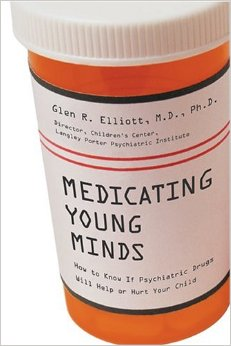 Glen R. Elliott, M.D., Ph.D.
Director, Children's Center,
Langley Porter Psychiatric Institute
MEDICATING
YOUNG
MINDS
How to Know If Psychiatric Drugs
Will Help or Hurt Your Child